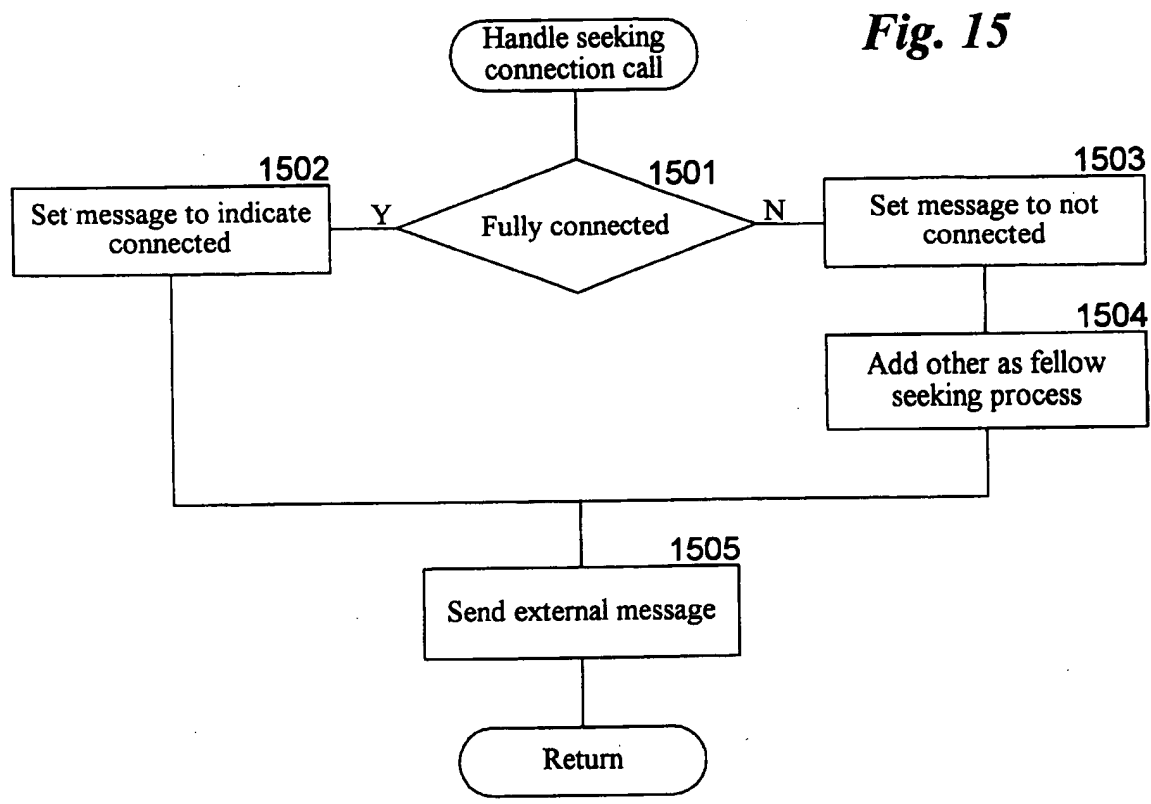 Fig. 15
Handle seeking
connection call
1501
Fully connected
Y
N
1502
Set message to indicate
connected
1503
Set message to not
connected
1504
Add other as fellow
seeking process
1505
Send external message
Return